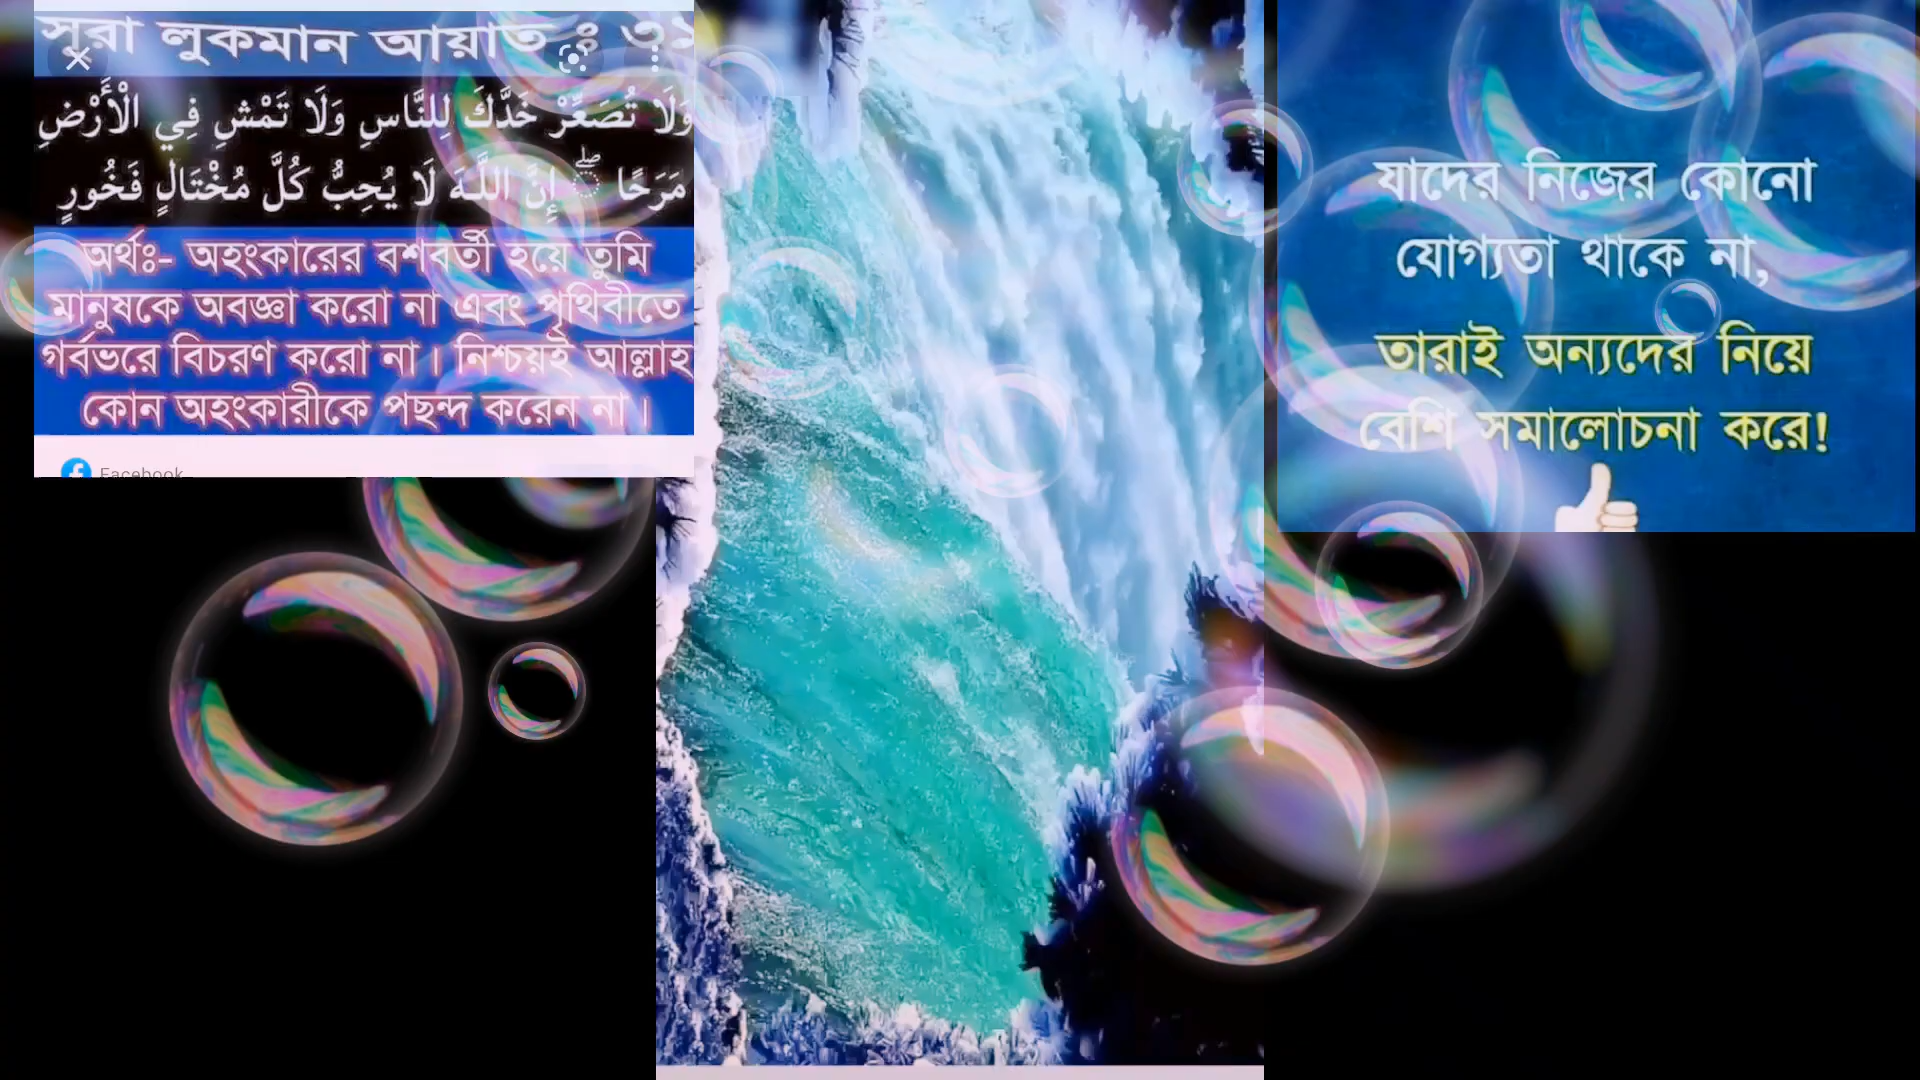 সূরা লুকমান আয়াত ঃ
وَلَا تُصَعِّرْ خَدَّكَ لِلنَّاسِ وَلَا تَمْشِ فِي الْأَرْضِ
مَرَحًا ۖ إِنَّ اللَّهَ لَا يُحِبُّ كُلَّ مُخْتَالٍ فَخُورٍ
অর্থঃ- অহংকারের বশবর্তী হয়ে তুমি
মানুষকে অবজ্ঞা করো না এবং পৃথিবীতে
গর্বভরে বিচরণ করো না। নিশ্চয়ই আল্লাহ
কোন অহংকারীকে পছন্দ করেন না।
Facebook
যাদের নিজের কোনো
যোগ্যতা থাকে না,
তারাই অন্যদের নিয়ে
বেশি সমালোচনা করে!